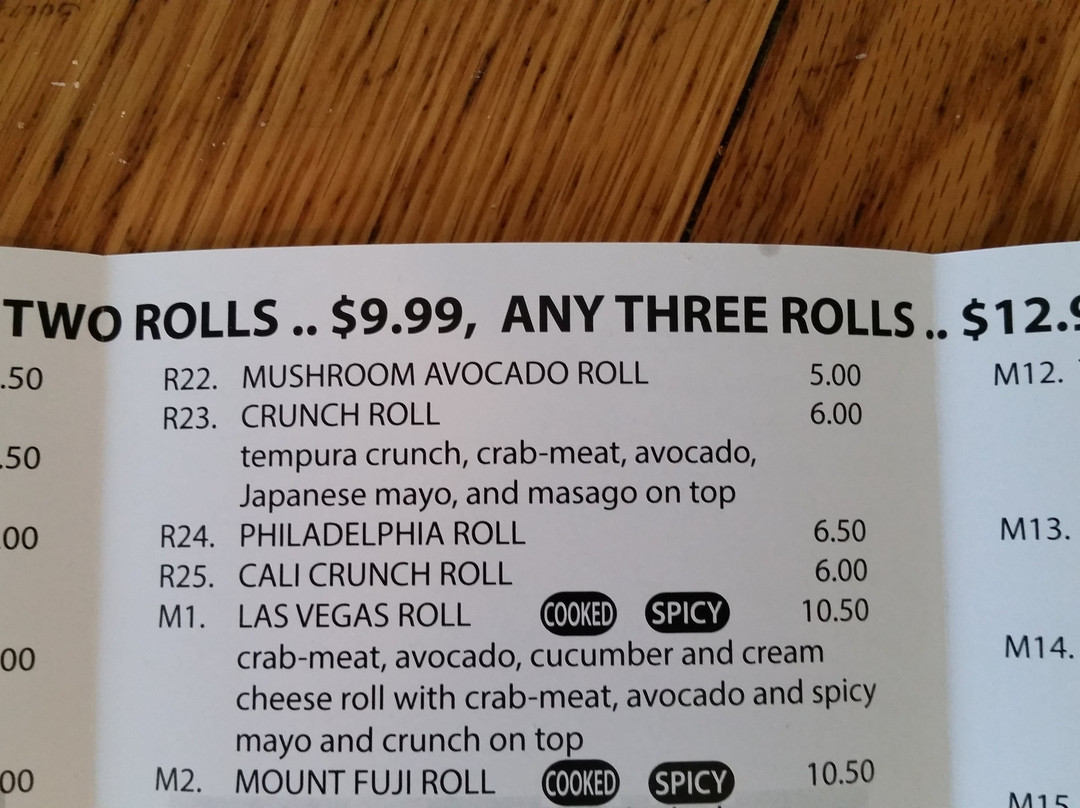 TWO ROLLS .. $9.99, ANY THREE ROLLS .. $12.9
.50
R22. MUSHROOM AVOCADO ROLL 5.00
M12.
R23. CRUNCH ROLL 6.00
.50
tempura crunch, crab-meat, avocado,
Japanese mayo, and masago on top
.00
R24. PHILADELPHIA ROLL 6.50
M13.
R25. CALI CRUNCH ROLL 6.00
M1. LAS VEGAS ROLL COOKED SPICY 10.50
00
crab-meat, avocado, cucumber and cream
M14.
cheese roll with crab-meat, avocado and spicy
mayo and crunch on top
00
M2. MOUNT FUJI ROLL COOKED SPICY 10.50
M15